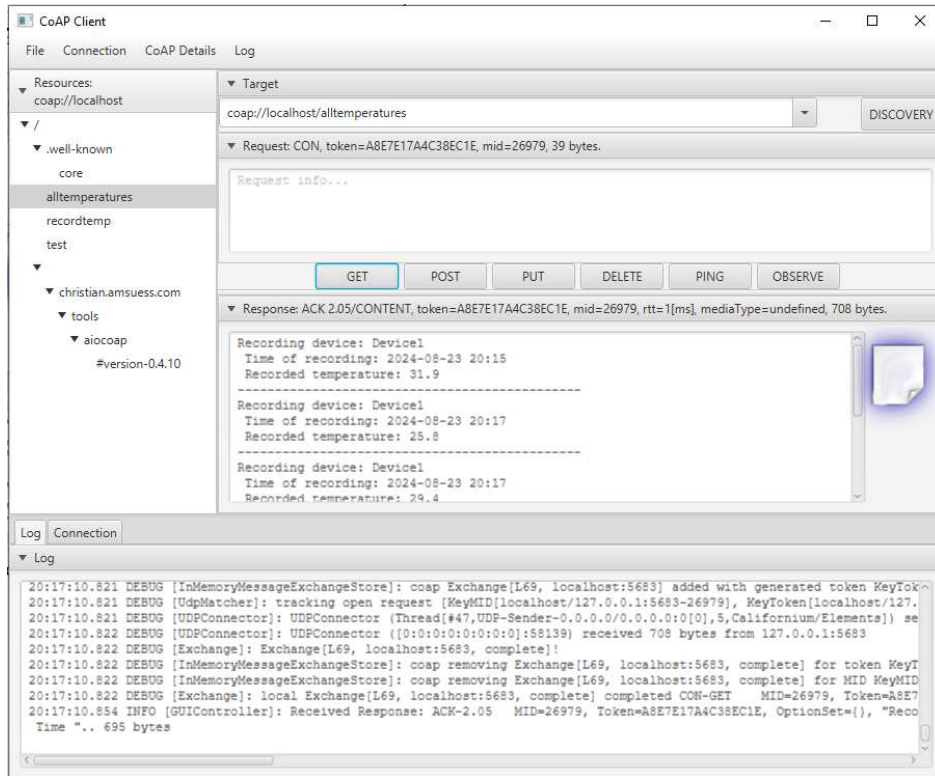 CoAP Client
File Connection CoAP Details Log
Resources:
coap://localhost
/
.well-known
core
alltemperatures
recordtemp
test
christian.amsuess.com
tools
aiocoap
#version-0.4.10
Target
coap://localhost/alltemperatures
DISCOVERY
Request: CON, token=A8E7E17A4C38EC1E, mid=26979, 39 bytes.
Request info...
GET POST PUT DELETE PING OBSERVE
Response: ACK 2.05/CONTENT, token=A8E7E17A4C38EC1E, mid=26979, rtt=1[ms], mediaType=undefined, 708 bytes.
Recording device: Device1
Time of recording: 2024-08-23 20:15
Recorded temperature: 31.9
--------------------------------------------------
Recording device: Device1
Time of recording: 2024-08-23 20:17
Recorded temperature: 25.8
--------------------------------------------------
Recording device: Device1
Time of recording: 2024-08-23 20:17
Recorded temperature: 29.4
Log Connection
Log
20:17:10.821 DEBUG [InMemoryMessageExchangeStore]: coap Exchange[L69, localhost:5683] added with generated token KeyTok
20:17:10.821 DEBUG [UdpMatcher]: tracking open request [KeyMID[localhost/127.0.0.1:5683-26979], KeyToken[localhost/127.
20:17:10.821 DEBUG [UDPConnector]: UDPConnector (Thread[#47,UDP-Sender-0.0.0.0/0.0.0.0:0[0],5,Californium/Elements]) se
20:17:10.822 DEBUG [UDPConnector]: UDPConnector ([0:0:0:0:0:0:0:0]:58139) received 708 bytes from 127.0.0.1:5683
20:17:10.822 DEBUG [Exchange]: Exchange[L69, localhost:5683, complete]!
20:17:10.822 DEBUG [InMemoryMessageExchangeStore]: coap removing Exchange[L69, localhost:5683, complete] for token KeyT
20:17:10.822 DEBUG [InMemoryMessageExchangeStore]: coap removing Exchange[L69, localhost:5683, complete] for MID KeyMID
20:17:10.822 DEBUG [Exchange]: local Exchange[L69, localhost:5683, complete] completed CON-GET MID=26979, Token=A8E7
20:17:10.854 INFO [GUIController]: Received Response: ACK-2.05 MID=26979, Token=A8E7E17A4C38EC1E, OptionSet={}, "Reco
Time ".. 695 bytes